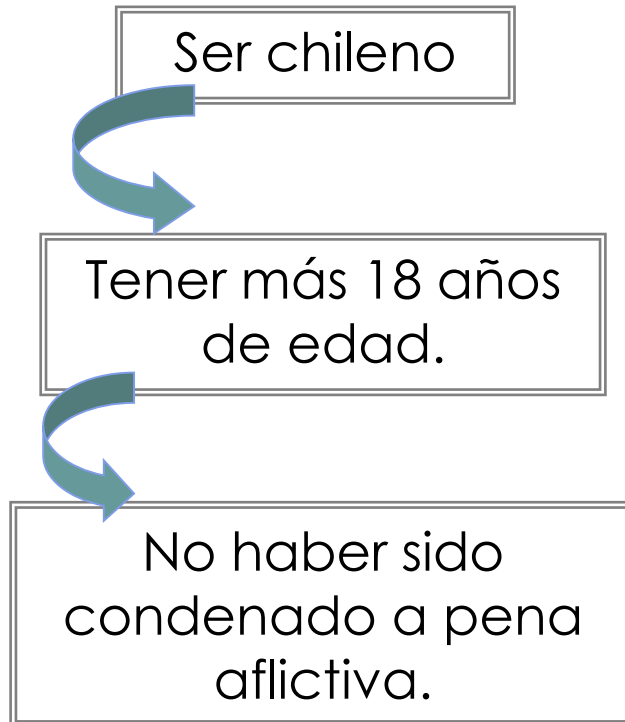 Ser chileno
Tener más 18 años
de edad.
No haber sido
condenado a pena
aflictiva.